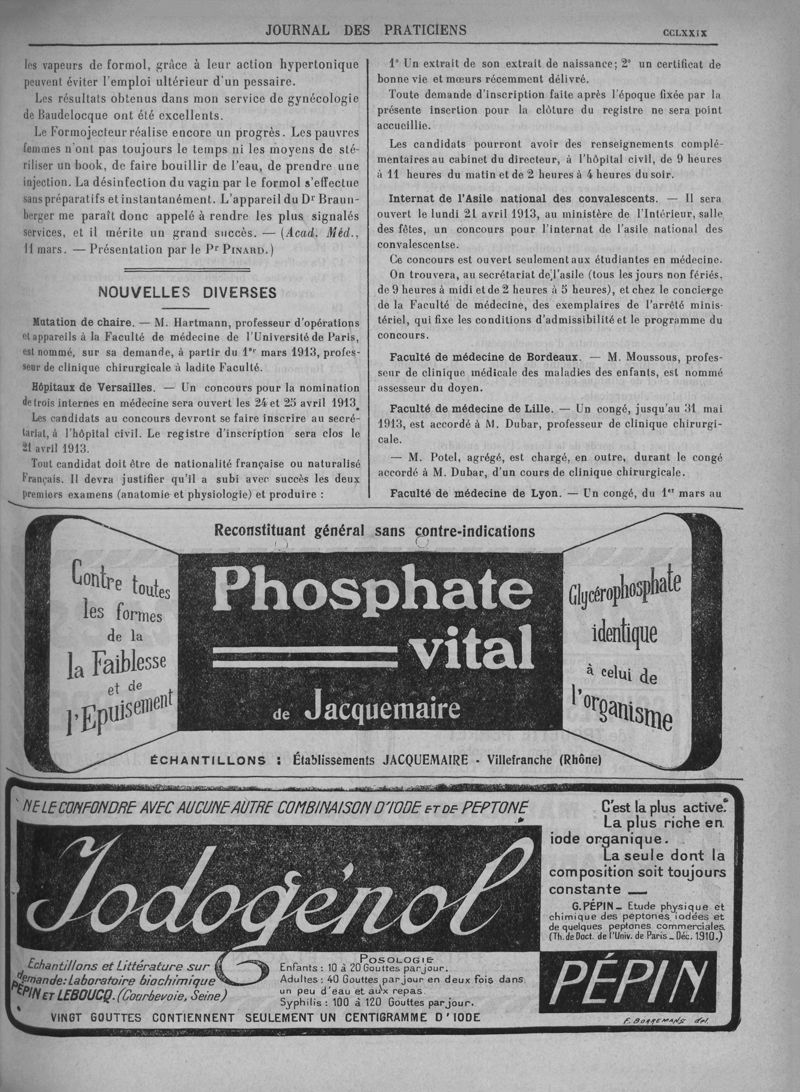 JOURNAL DES PRATICIENS
CCLXXIX
les vapeurs de formol, grâce à leur action hypertonique
peuvent éviter l'emploi ultérieur d'un pessaire.
Les résultats obtenus dans mon service de gynécologie
de Baudelocque ont été excellents.
Le Formojecteur réalise encore un progrès. Les pauvres
femmes n'ont pas toujours le temps ni les moyens de sté-
riliser un bock, de faire bouillir de l'eau, de prendre une
injection. La désinfection du vagin par le formol s'effectue
sans préparatifs et instantanément. L'appareil du Dr Braun-
berger me paraît donc appelé à rendre les plus signalés
services, et il mérite un grand succès. — (Acad. Méd.,
11 mars. — Présentation par le Pr PINARD.)
NOUVELLES DIVERSES
Mutation de chaire. — M. Hartmann, professeur d'opérations
et appareils à la Faculté de médecine de l'Université de Paris,
est nommé, sur sa demande, à partir du 1er mars 1913, profes-
seur de clinique chirurgicale à ladite Faculté.
Hôpitaux de Versailles. — Un concours pour la nomination
de trois internes en médecine sera ouvert les 24 et 25 avril 1913.
Les candidats au concours devront se faire inscrire au secré-
tariat, à l'hôpital civil. Le registre d'inscription sera clos le
21 avril 1913.
Tout candidat doit être de nationalité française ou naturalisé
Français. Il devra justifier qu'il a subi avec succès les deux
premiers examens (anatomie et physiologie) et produire :
1° Un extrait de son extrait de naissance; 2° un certificat de
bonne vie et mœurs récemment délivré.
Toute demande d'inscription faite après l'époque fixée par la
présente insertion pour la clôture du registre ne sera point
accueillie.
Les candidats pourront avoir des renseignements complé-
mentaires au cabinet du directeur, à l'hôpital civil, de 9 heures
à 11 heures du matin et de 2 heures à 4 heures du soir.
Internat de l'Asile national des convalescents. — Il sera
ouvert le lundi 21 avril 1913, au ministère de l'Intérieur, salle
des fêtes, un concours pour l'internat de l'asile national des
convalescentse.
Ce concours est ouvert seulement aux étudiantes en médecine.
On trouvera, au secrétariat de l'asile (tous les jours non fériés,
de 9 heures à midi et de 2 heures à 5 heures), et chez le concierge
de la Faculté de médecine, des exemplaires de l'arrêté minis-
tériel, qui fixe les conditions d'admissibilité et le programme du
concours.
Faculté de médecine de Bordeaux. — M. Moussous, profes-
seur de clinique médicale des maladies des enfants, est nommé
assesseur du doyen.
Faculté de médecine de Lille. — Un congé, jusqu'au 31 mai
1913, est accordé à M. Dubar, professeur de clinique chirurgi-
cale.
— M. Potel, agrégé, est chargé, en outre, durant le congé
accordé à M. Dubar, d'un cours de clinique chirurgicale.
Faculté de médecine de Lyon. — Un congé, du 1er mars au
Reconstituant général sans contre-indications
Contre toutes
les formes
de la
la Faiblesse
et de
l'Epuisement
Phosphate
vital
de Jacquemaire
Glycérophosphate
identique
à celui de
l'organisme
ÉCHANTILLONS : Établissements JACQUEMAIRE - Villefranche (Rhône)
NE LE CONFONDRE AVEC AUCUNE AUTRE COMBINAISON D'IODE ET DE PEPTONE
Iodogénol
C'est la plus active.
La plus riche en
iode organique.
La seule dont la
composition soit toujours
constante —
G. PÉPIN — Etude physique et
chimique des peptones iodées et
de quelques peptones commerciales.
(Th. de Doct. de l'Univ. de Paris — Déc. 1910.)
Echantillons et Littérature sur
demande: Laboratoire biochimique
PÉPIN ET LEBOUCQ. (Courbevoie, Seine)
POSOLOGIE
Enfants : 10 à 20 Gouttes par jour.
Adultes : 40 Gouttes par jour en deux fois dans
un peu d'eau et aux repas.
Syphilis : 100 à 120 Gouttes par jour.
PÉPIN
VINGT GOUTTES CONTIENNENT SEULEMENT UN CENTIGRAMME D'IODE
F. BORREMANS del.